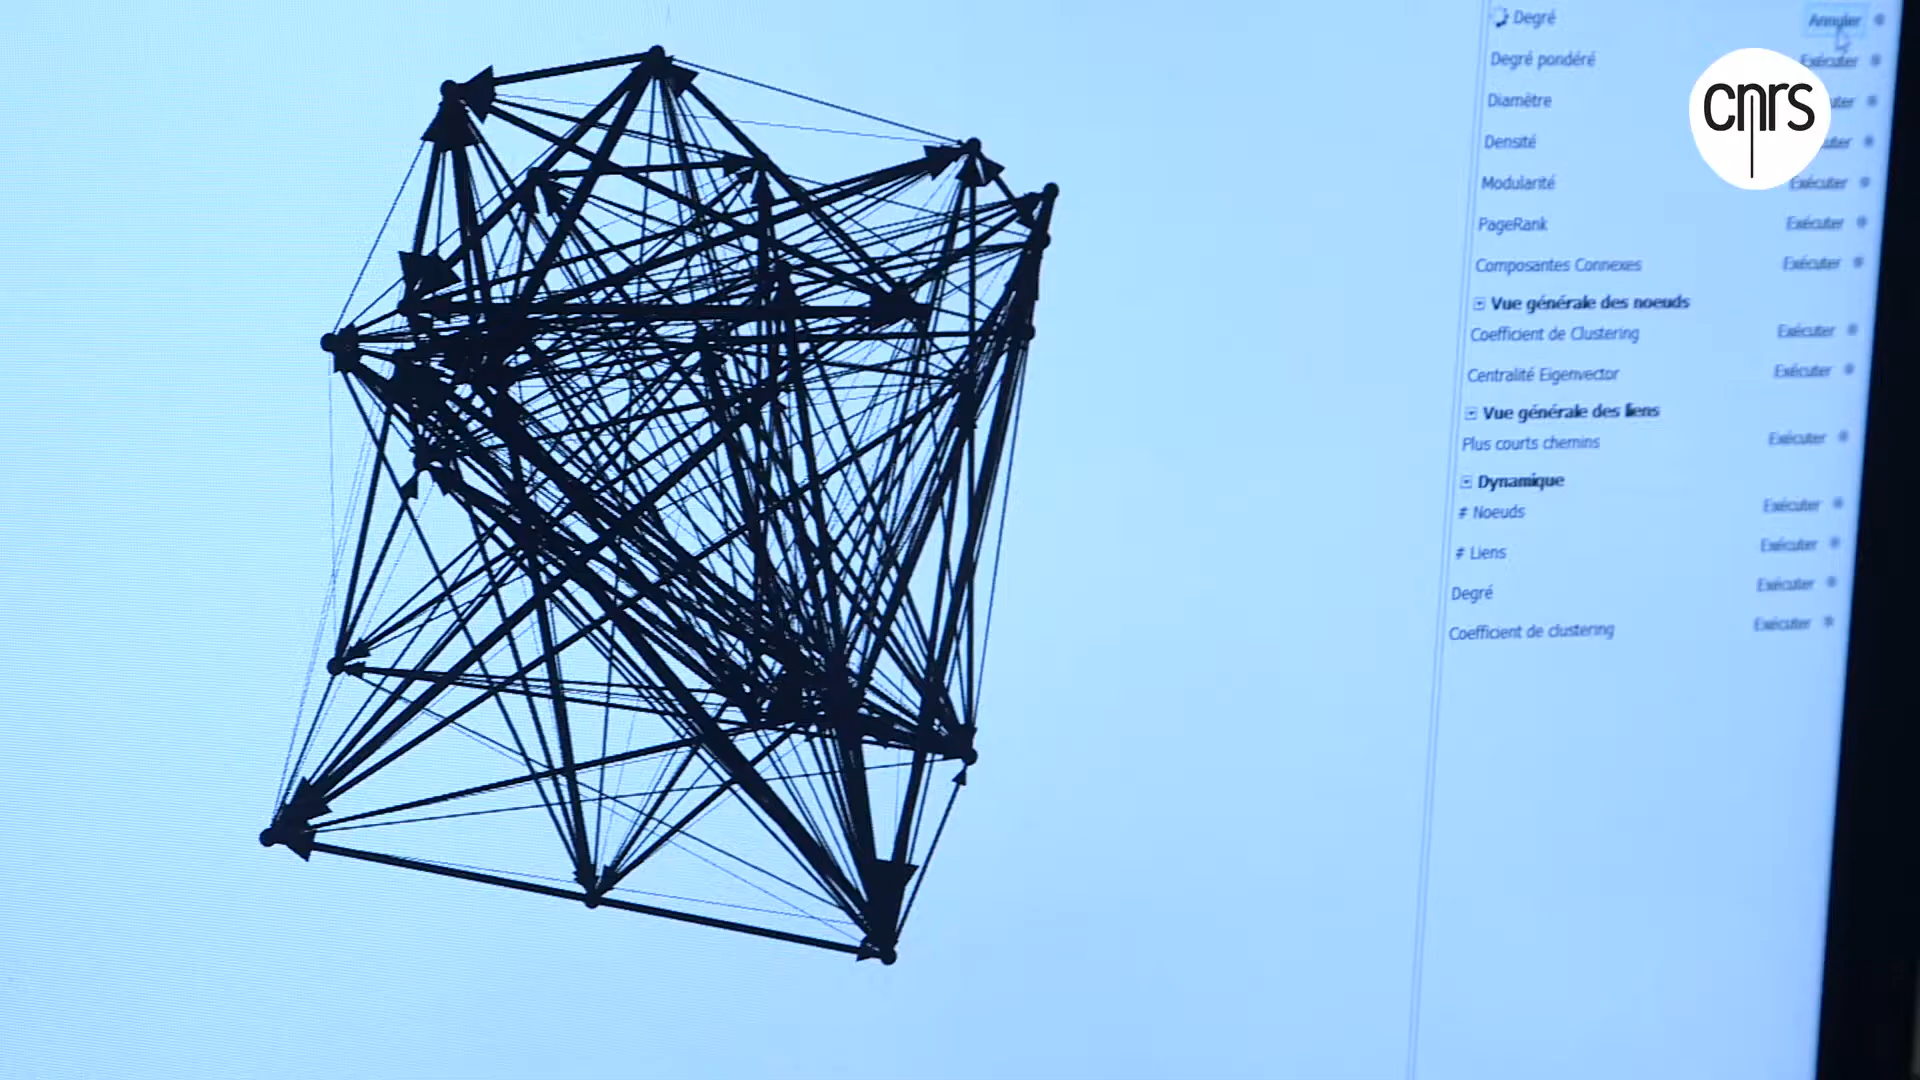 Degré Annuler
Degré pondéré Exécuter
cnrs
Diamètre
Densité
Modularité Exécuter
PageRank Exécuter
Composantes Connexes Exécuter
Vue générale des noeuds
Coefficient de Clustering Exécuter
Centralité Eigenvector Exécuter
Vue générale des liens
Plus courts chemins Exécuter
Dynamique
# Noeuds Exécuter
# Liens Exécuter
Degré Exécuter
Coefficient de clustering Exécuter